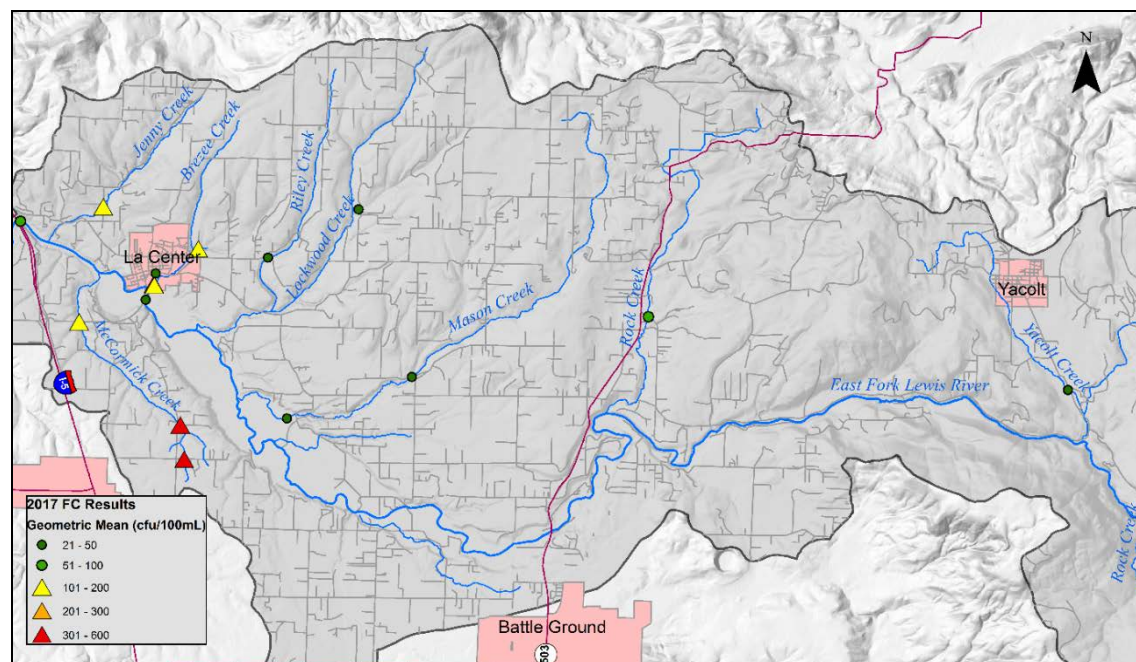 N
Jenny Creek
Brezee Creek
Riley Creek
Lockwood Creek
La Center
Mason Creek
Rock Creek
Yacolt
Yacolt Creek
McCormick Creek
I-5
East Fork Lewis River
Rock Creek
2017 FC Results
Geometric Mean (cfu/100mL)
21 - 50
51 - 100
101 - 200
201 - 300
301 - 600
Battle Ground
503